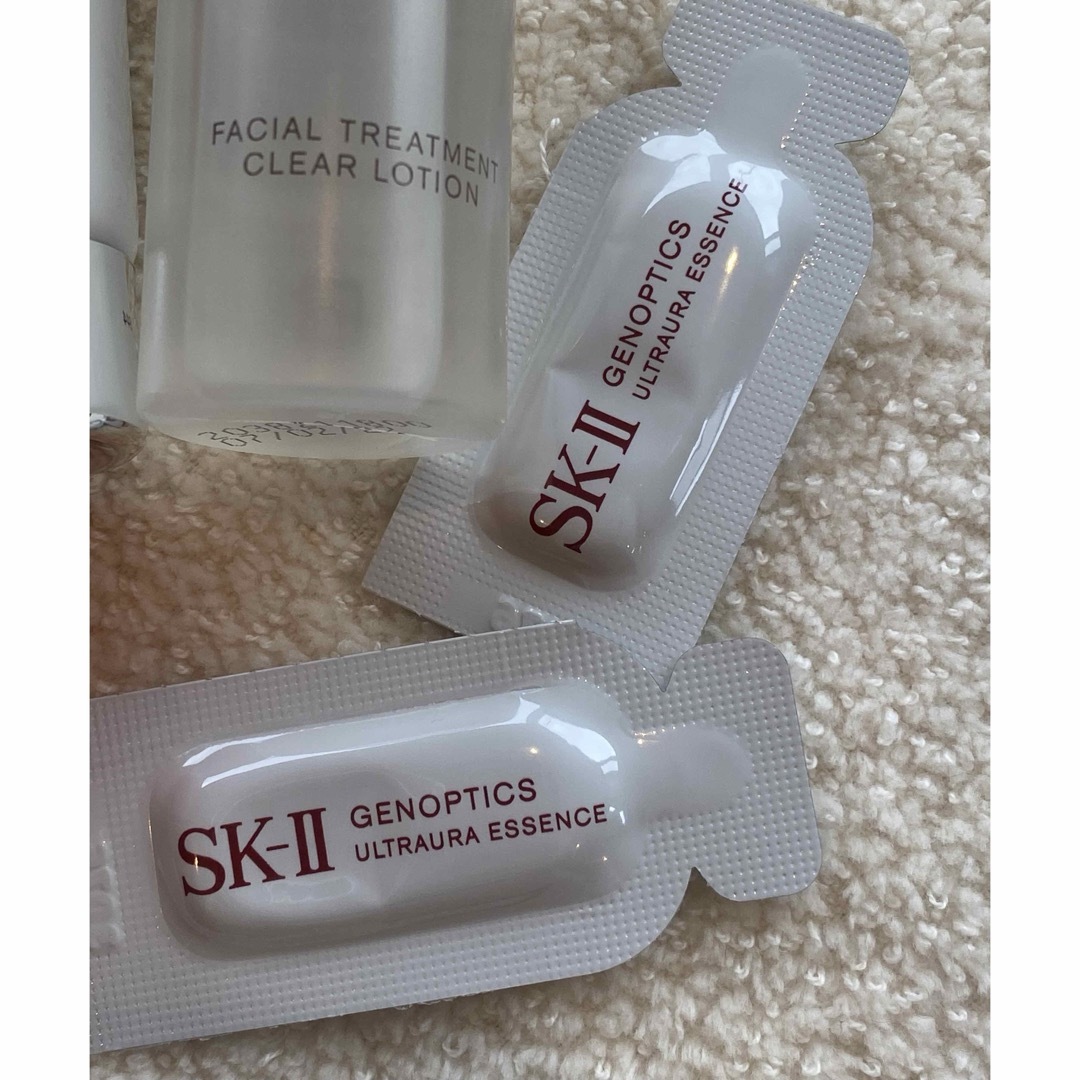 FACIAL TREATMENT
CLEAR LOTION
SK-II
GENOPTICS
ULTRAURA ESSENCE
SK-II
GENOPTICS
ULTRAURA ESSENCE